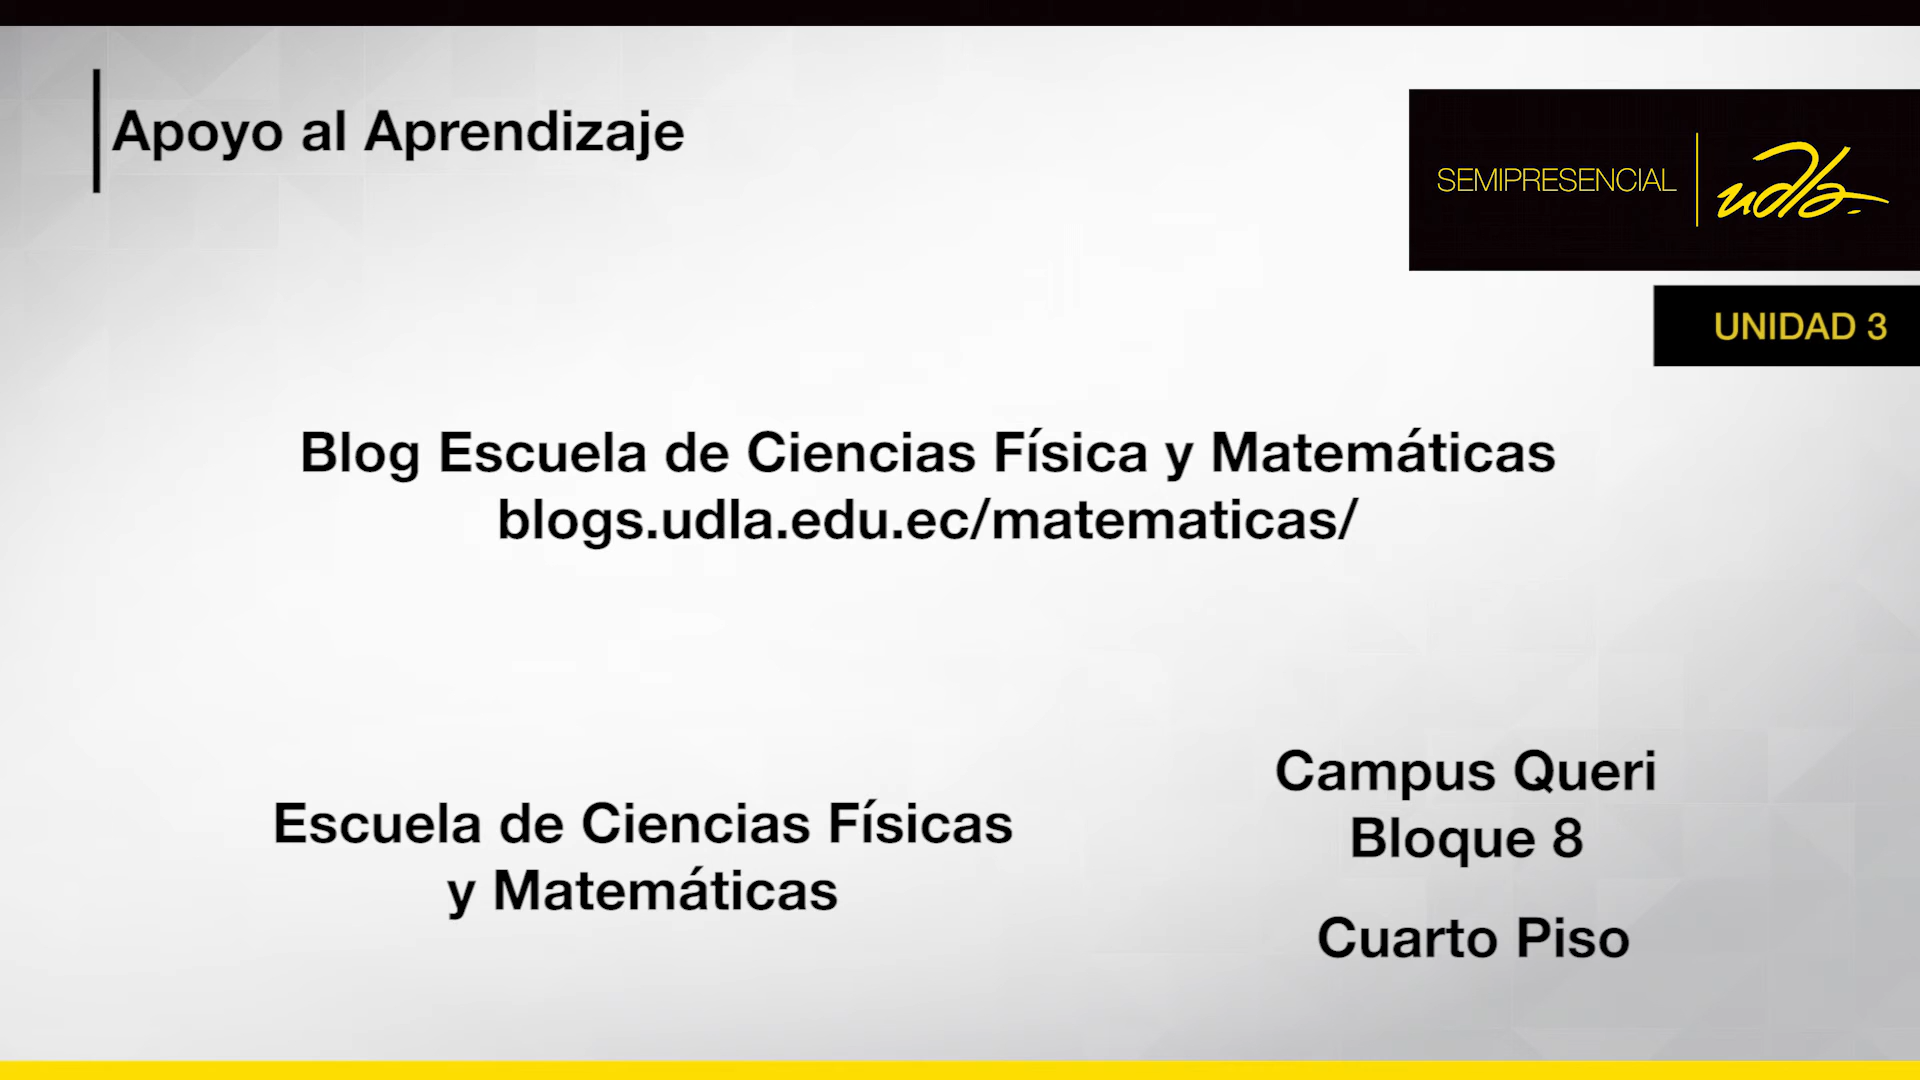 Apoyo al Aprendizaje
SEMIPRESENCIAL
udla
UNIDAD 3
Blog Escuela de Ciencias Física y Matemáticas
blogs.udla.edu.ec/matematicas/
Escuela de Ciencias Físicas
y Matemáticas
Campus Queri
Bloque 8
Cuarto Piso